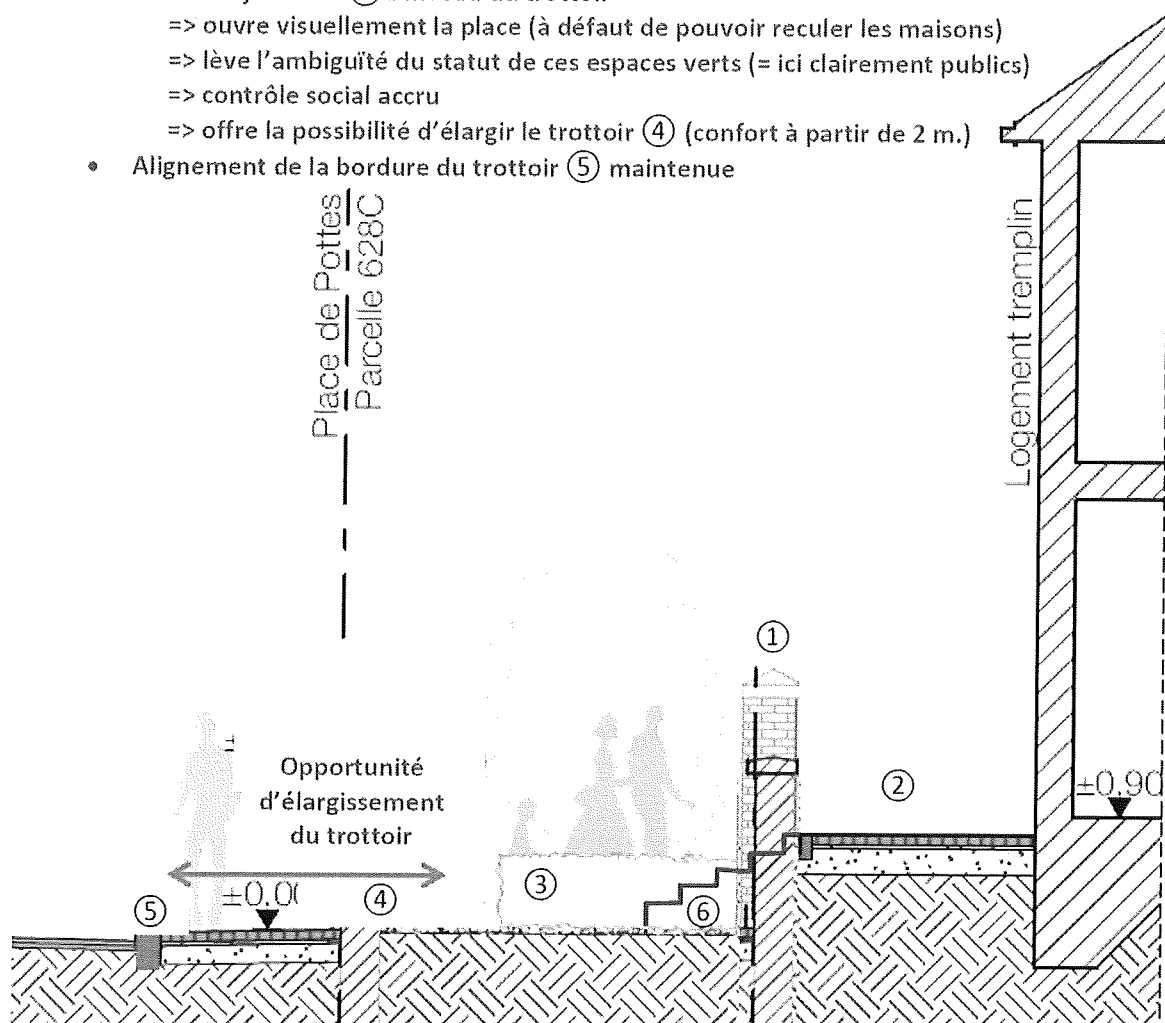 => ouvre visuellement la place (à défaut de pouvoir reculer les maisons)
=> lève l’ambiguïté du statut de ces espaces verts (= ici clairement publics)
=> contrôle social accru
=> offre la possibilité d’élargir le trottoir ④ (confort à partir de 2 m.)
• Alignement de la bordure du trottoir ⑤ maintenue
Place de Pottes
Parcelle 628C
Logement tremplin
①
±
Opportunité
d’élargissement
du trottoir
②
±0,90
③
±0,0
④
⑤
⑥